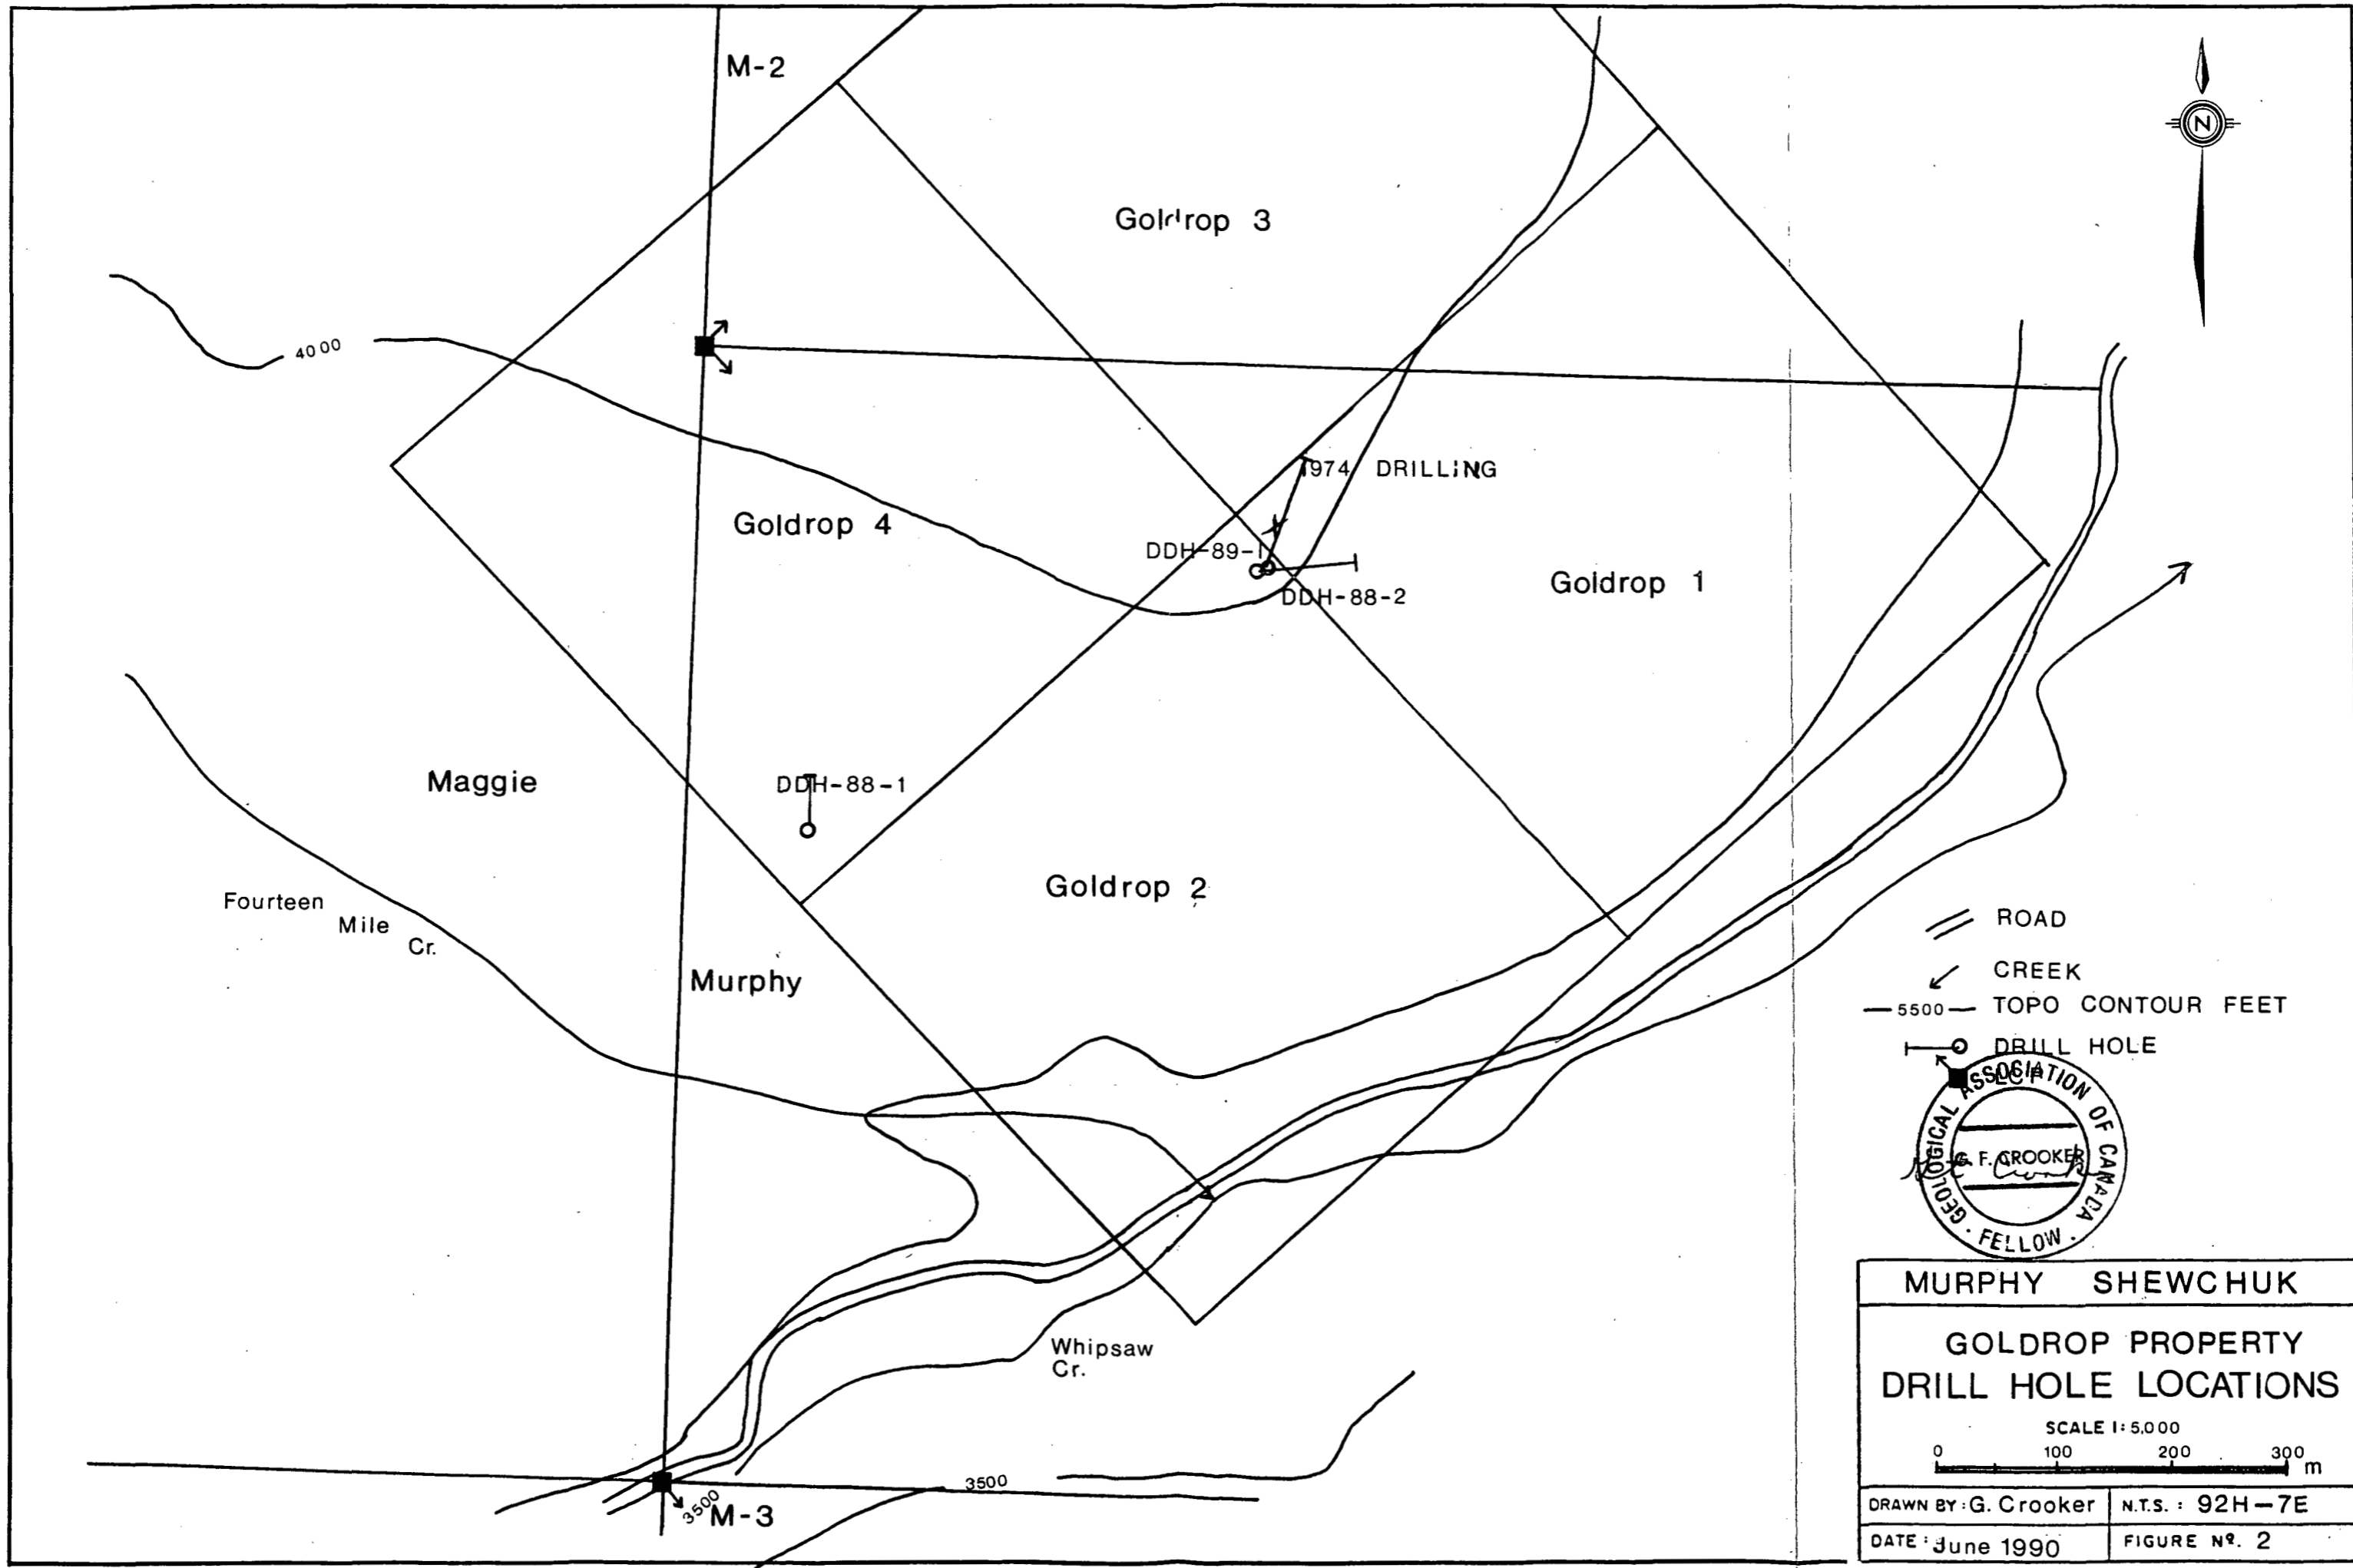 M-2
N
Goldrop 3
4000
1974 DRILLING
Goldrop 4
DDH-89-1
DDH-88-2
Goldrop 1
Maggie
DDH-88-1
Goldrop 2
Fourteen
Mile
Cr.
Murphy
ROAD
CREEK
5500 TOPO CONTOUR FEET
DRILL HOLE
LCP
GEOLOGICAL ASSOCIATION OF CANADA
G. F. CROOKER
· FELLOW ·
Whipsaw
Cr.
3500
3500
M-3
MURPHY SHEWCHUK
GOLDROP PROPERTY
DRILL HOLE LOCATIONS
SCALE 1:5,000
0 100 200 300 m
DRAWN BY: G. Crooker
N.T.S.: 92H-7E
DATE: June 1990
FIGURE Nº. 2